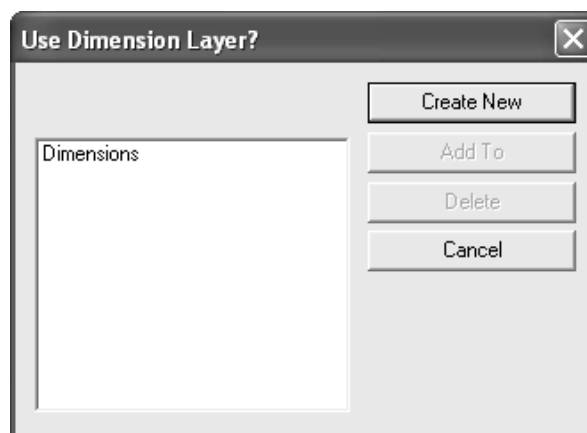 Use Dimension Layer?
Create New
Dimensions
Add To
Delete
Cancel